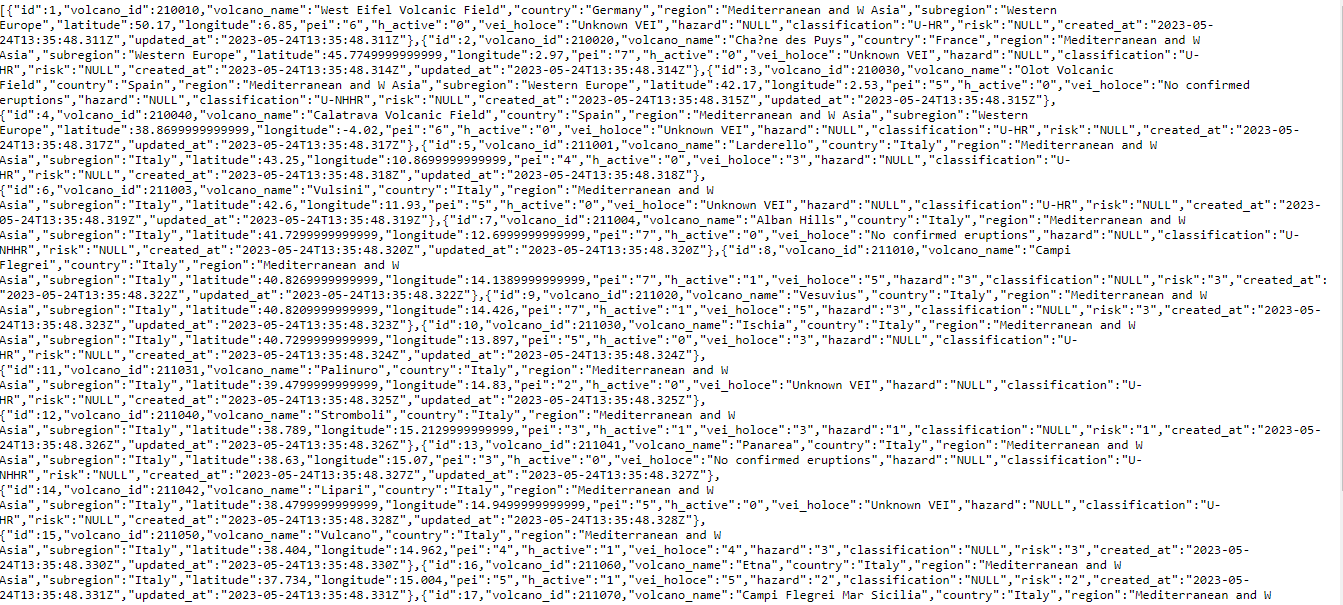 [{"id":1,"volcano_id":210010,"volcano_name":"West Eifel Volcanic Field","country":"Germany","region":"Mediterranean and W Asia","subregion":"Western
Europe","latitude":50.17,"longitude":6.85,"pei":"6","h_active":"0","vei_holoce":"Unknown VEI","hazard":"NULL","classification":"U-HR","risk":"NULL","created_at":"2023-05-
24T13:35:48.311Z","updated_at":"2023-05-24T13:35:48.311Z"},{"id":2,"volcano_id":210020,"volcano_name":"Cha?ne des Puys","country":"France","region":"Mediterranean and W
Asia","subregion":"Western Europe","latitude":45.7749999999999,"longitude":2.97,"pei":"7","h_active":"0","vei_holoce":"Unknown VEI","hazard":"NULL","classification":"U-
HR","risk":"NULL","created_at":"2023-05-24T13:35:48.314Z","updated_at":"2023-05-24T13:35:48.314Z"},{"id":3,"volcano_id":210030,"volcano_name":"Olot Volcanic
Field","country":"Spain","region":"Mediterranean and W Asia","subregion":"Western Europe","latitude":42.17,"longitude":2.53,"pei":"5","h_active":"0","vei_holoce":"No confirmed
eruptions","hazard":"NULL","classification":"U-NHHR","risk":"NULL","created_at":"2023-05-24T13:35:48.315Z","updated_at":"2023-05-24T13:35:48.315Z"},
{"id":4,"volcano_id":210040,"volcano_name":"Calatrava Volcanic Field","country":"Spain","region":"Mediterranean and W Asia","subregion":"Western
Europe","latitude":38.8699999999999,"longitude":-4.02,"pei":"6","h_active":"0","vei_holoce":"Unknown VEI","hazard":"NULL","classification":"U-HR","risk":"NULL","created_at":"2023-05-
24T13:35:48.317Z","updated_at":"2023-05-24T13:35:48.317Z"},{"id":5,"volcano_id":211001,"volcano_name":"Larderello","country":"Italy","region":"Mediterranean and W
Asia","subregion":"Italy","latitude":43.25,"longitude":10.8699999999999,"pei":"4","h_active":"0","vei_holoce":"3","hazard":"NULL","classification":"U-
HR","risk":"NULL","created_at":"2023-05-24T13:35:48.318Z","updated_at":"2023-05-24T13:35:48.318Z"},
{"id":6,"volcano_id":211003,"volcano_name":"Vulsini","country":"Italy","region":"Mediterranean and W
Asia","subregion":"Italy","latitude":42.6,"longitude":11.93,"pei":"5","h_active":"0","vei_holoce":"Unknown VEI","hazard":"NULL","classification":"U-HR","risk":"NULL","created_at":"2023-
05-24T13:35:48.319Z","updated_at":"2023-05-24T13:35:48.319Z"},{"id":7,"volcano_id":211004,"volcano_name":"Alban Hills","country":"Italy","region":"Mediterranean and W
Asia","subregion":"Italy","latitude":41.7299999999999,"longitude":12.6999999999999,"pei":"7","h_active":"0","vei_holoce":"No confirmed eruptions","hazard":"NULL","classification":"U-
NHHR","risk":"NULL","created_at":"2023-05-24T13:35:48.320Z","updated_at":"2023-05-24T13:35:48.320Z"},{"id":8,"volcano_id":211010,"volcano_name":"Campi
Flegrei","country":"Italy","region":"Mediterranean and W
Asia","subregion":"Italy","latitude":40.8269999999999,"longitude":14.1389999999999,"pei":"7","h_active":"1","vei_holoce":"5","hazard":"3","classification":"NULL","risk":"3","created_at":
"2023-05-24T13:35:48.322Z","updated_at":"2023-05-24T13:35:48.322Z"},{"id":9,"volcano_id":211020,"volcano_name":"Vesuvius","country":"Italy","region":"Mediterranean and W
Asia","subregion":"Italy","latitude":40.8209999999999,"longitude":14.426,"pei":"7","h_active":"1","vei_holoce":"5","hazard":"3","classification":"NULL","risk":"3","created_at":"2023-05-
24T13:35:48.323Z","updated_at":"2023-05-24T13:35:48.323Z"},{"id":10,"volcano_id":211030,"volcano_name":"Ischia","country":"Italy","region":"Mediterranean and W
Asia","subregion":"Italy","latitude":40.7299999999999,"longitude":13.897,"pei":"5","h_active":"0","vei_holoce":"3","hazard":"NULL","classification":"U-
HR","risk":"NULL","created_at":"2023-05-24T13:35:48.324Z","updated_at":"2023-05-24T13:35:48.324Z"},
{"id":11,"volcano_id":211031,"volcano_name":"Palinuro","country":"Italy","region":"Mediterranean and W
Asia","subregion":"Italy","latitude":39.4799999999999,"longitude":14.83,"pei":"2","h_active":"0","vei_holoce":"Unknown VEI","hazard":"NULL","classification":"U-
HR","risk":"NULL","created_at":"2023-05-24T13:35:48.325Z","updated_at":"2023-05-24T13:35:48.325Z"},
{"id":12,"volcano_id":211040,"volcano_name":"Stromboli","country":"Italy","region":"Mediterranean and W
Asia","subregion":"Italy","latitude":38.789,"longitude":15.2129999999999,"pei":"3","h_active":"1","vei_holoce":"3","hazard":"1","classification":"NULL","risk":"1","created_at":"2023-05-
24T13:35:48.326Z","updated_at":"2023-05-24T13:35:48.326Z"},{"id":13,"volcano_id":211041,"volcano_name":"Panarea","country":"Italy","region":"Mediterranean and W
Asia","subregion":"Italy","latitude":38.63,"longitude":15.07,"pei":"3","h_active":"0","vei_holoce":"No confirmed eruptions","hazard":"NULL","classification":"U-
NHHR","risk":"NULL","created_at":"2023-05-24T13:35:48.327Z","updated_at":"2023-05-24T13:35:48.327Z"},
{"id":14,"volcano_id":211042,"volcano_name":"Lipari","country":"Italy","region":"Mediterranean and W
Asia","subregion":"Italy","latitude":38.4799999999999,"longitude":14.9499999999999,"pei":"5","h_active":"0","vei_holoce":"Unknown VEI","hazard":"NULL","classification":"U-
HR","risk":"NULL","created_at":"2023-05-24T13:35:48.328Z","updated_at":"2023-05-24T13:35:48.328Z"},
{"id":15,"volcano_id":211050,"volcano_name":"Vulcano","country":"Italy","region":"Mediterranean and W
Asia","subregion":"Italy","latitude":38.404,"longitude":14.962,"pei":"4","h_active":"1","vei_holoce":"4","hazard":"3","classification":"NULL","risk":"3","created_at":"2023-05-
24T13:35:48.330Z","updated_at":"2023-05-24T13:35:48.330Z"},{"id":16,"volcano_id":211060,"volcano_name":"Etna","country":"Italy","region":"Mediterranean and W
Asia","subregion":"Italy","latitude":37.734,"longitude":15.004,"pei":"5","h_active":"1","vei_holoce":"5","hazard":"2","classification":"NULL","risk":"2","created_at":"2023-05-
24T13:35:48.331Z","updated_at":"2023-05-24T13:35:48.331Z"},{"id":17,"volcano_id":211070,"volcano_name":"Campi Flegrei Mar Sicilia","country":"Italy","region":"Mediterranean and W